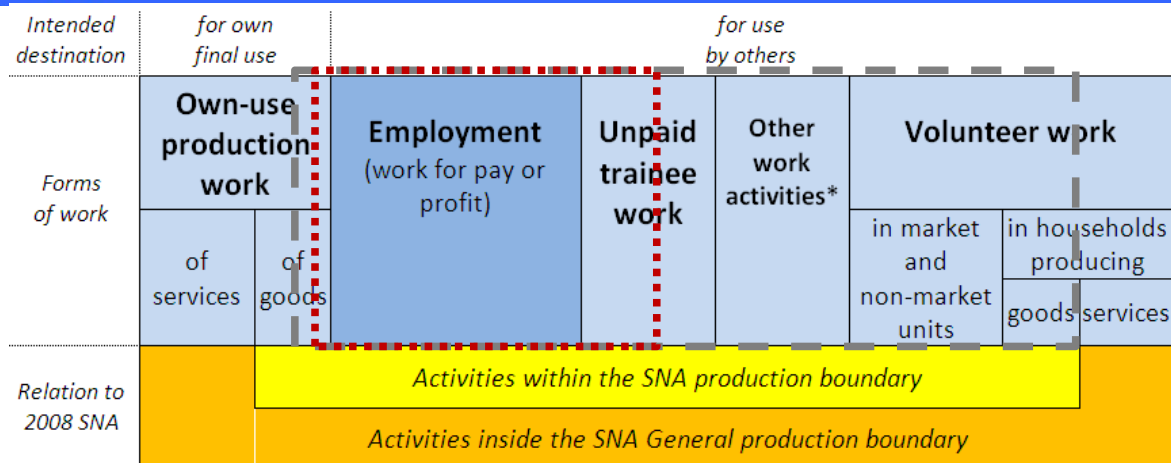 Intended
destination
for own
final use
for use
by others
Forms
of work
Own-use
production
work
of
services
of
goods
Employment
(work for pay or
profit)
Unpaid
trainee
work
Other
work
activities*
Volunteer work
in market
and
non-market
units
in households
producing
goods
services
Relation to
2008 SNA
Activities within the SNA production boundary
Activities inside the SNA General production boundary